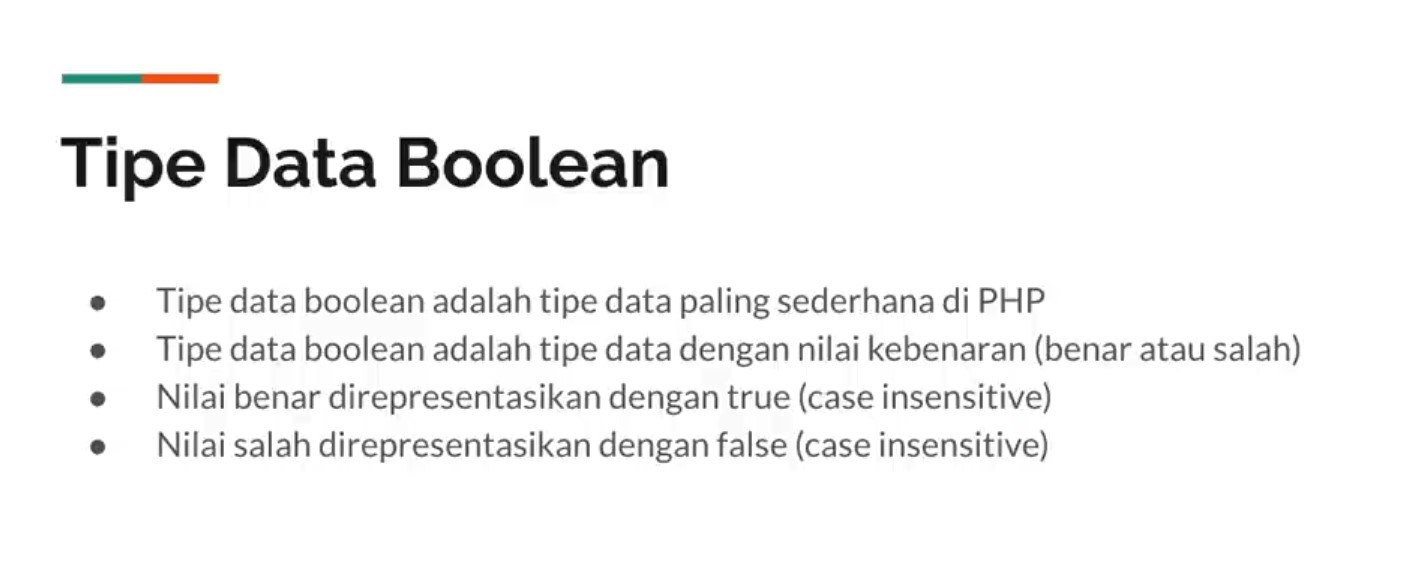 Tipe Data Boolean
● Tipe data boolean adalah tipe data paling sederhana di PHP
● Tipe data boolean adalah tipe data dengan nilai kebenaran (benar atau salah)
● Nilai benar direpresentasikan dengan true (case insensitive)
● Nilai salah direpresentasikan dengan false (case insensitive)